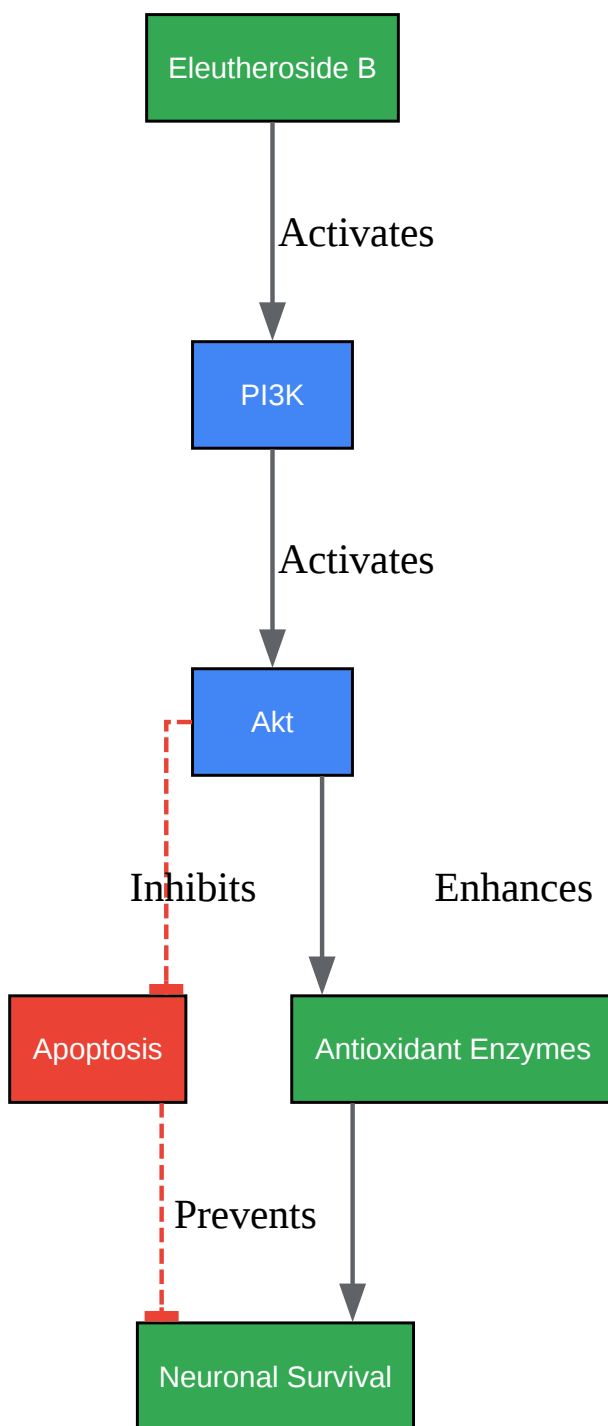 Eleutheroside B
Activates
PI3K
Activates
Akt
Inhibits
Enhances
Apoptosis
Antioxidant Enzymes
Prevents
Neuronal Survival